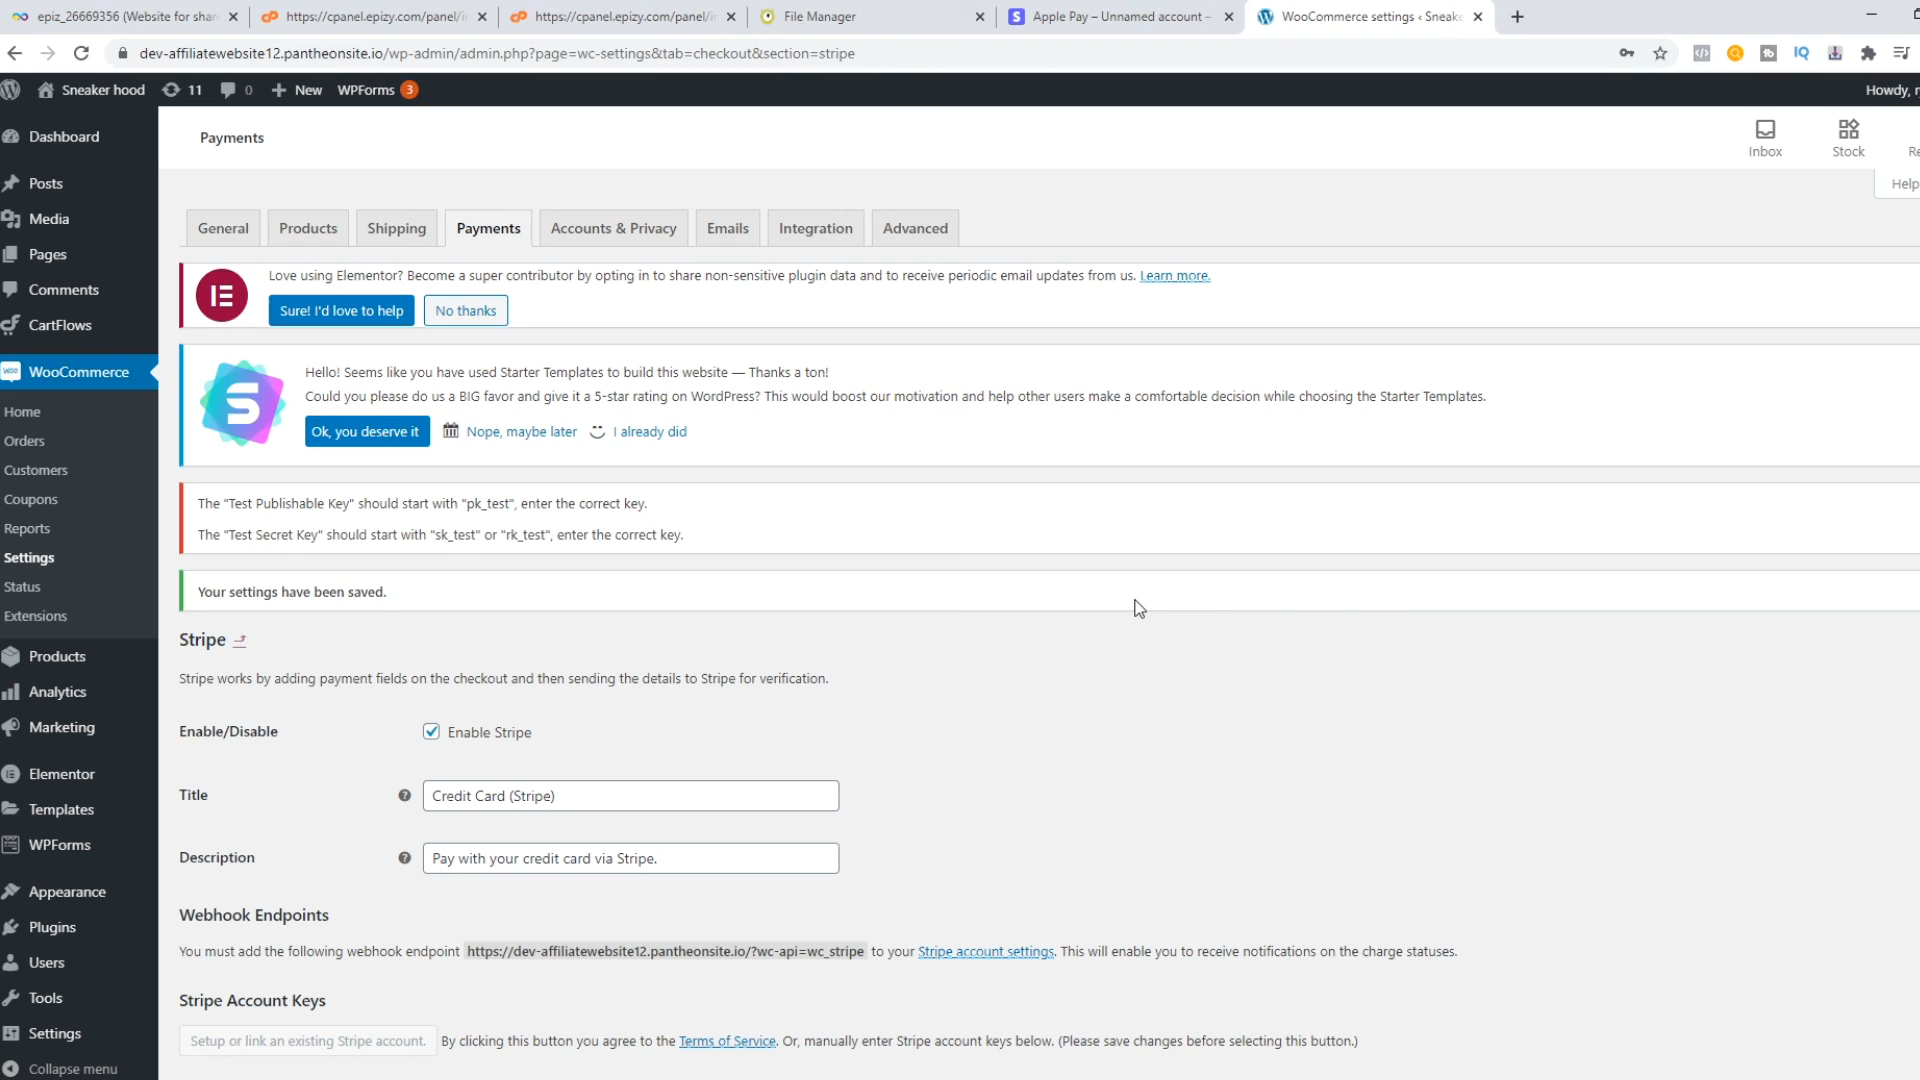 epiz_26669356 (Website for shar
https://cpanel.epizy.com/panel/ir
https://cpanel.epizy.com/panel/ir
File Manager
Apple Pay – Unnamed account –
WooCommerce settings ‹ Sneake
dev-affiliatewebsite12.pantheonsite.io/wp-admin/admin.php?page=wc-settings&tab=checkout&section=stripe
Sneaker hood
11
0
New
WPForms 3
Howdy, r
Dashboard
Posts
Media
Pages
Comments
CartFlows
WooCommerce
Home
Orders
Customers
Coupons
Reports
Settings
Status
Extensions
Products
Analytics
Marketing
Elementor
Templates
WPForms
Appearance
Plugins
Users
Tools
Settings
Collapse menu
Payments
Inbox
Stock
Re
Help
General
Products
Shipping
Payments
Accounts & Privacy
Emails
Integration
Advanced
Love using Elementor? Become a super contributor by opting in to share non-sensitive plugin data and to receive periodic email updates from us. Learn more.
Sure! I'd love to help
No thanks
Hello! Seems like you have used Starter Templates to build this website — Thanks a ton!
Could you please do us a BIG favor and give it a 5-star rating on WordPress? This would boost our motivation and help other users make a comfortable decision while choosing the Starter Templates.
Ok, you deserve it
Nope, maybe later
I already did
The "Test Publishable Key" should start with "pk_test", enter the correct key.
The "Test Secret Key" should start with "sk_test" or "rk_test", enter the correct key.
Your settings have been saved.
Stripe
Stripe works by adding payment fields on the checkout and then sending the details to Stripe for verification.
Enable/Disable
Enable Stripe
Title
Credit Card (Stripe)
Description
Pay with your credit card via Stripe.
Webhook Endpoints
You must add the following webhook endpoint https://dev-affiliatewebsite12.pantheonsite.io/?wc-api=wc_stripe to your Stripe account settings. This will enable you to receive notifications on the charge statuses.
Stripe Account Keys
Setup or link an existing Stripe account. By clicking this button you agree to the Terms of Service. Or, manually enter Stripe account keys below. (Please save changes before selecting this button.)